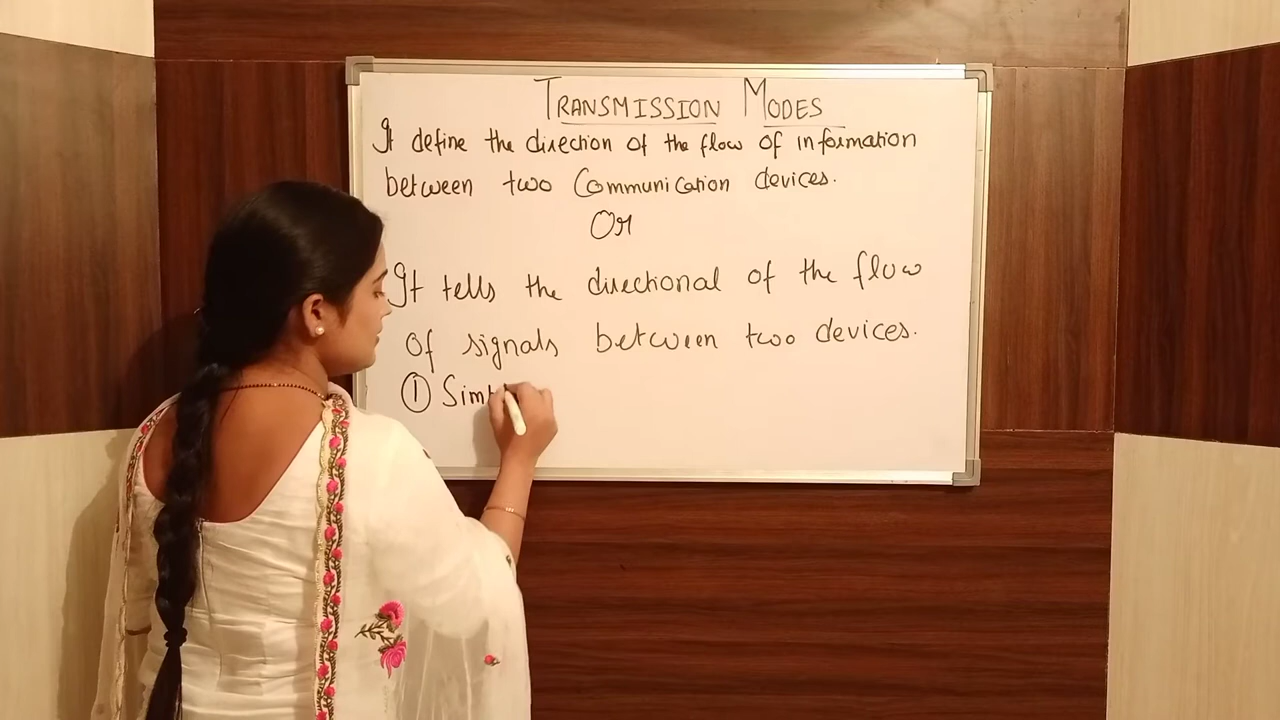 TRANSMISSION MODES
It define the direction of the flow of information
between two Communication devices.
Or
It tells the directional of the flow
of signals between two devices.
① Sim